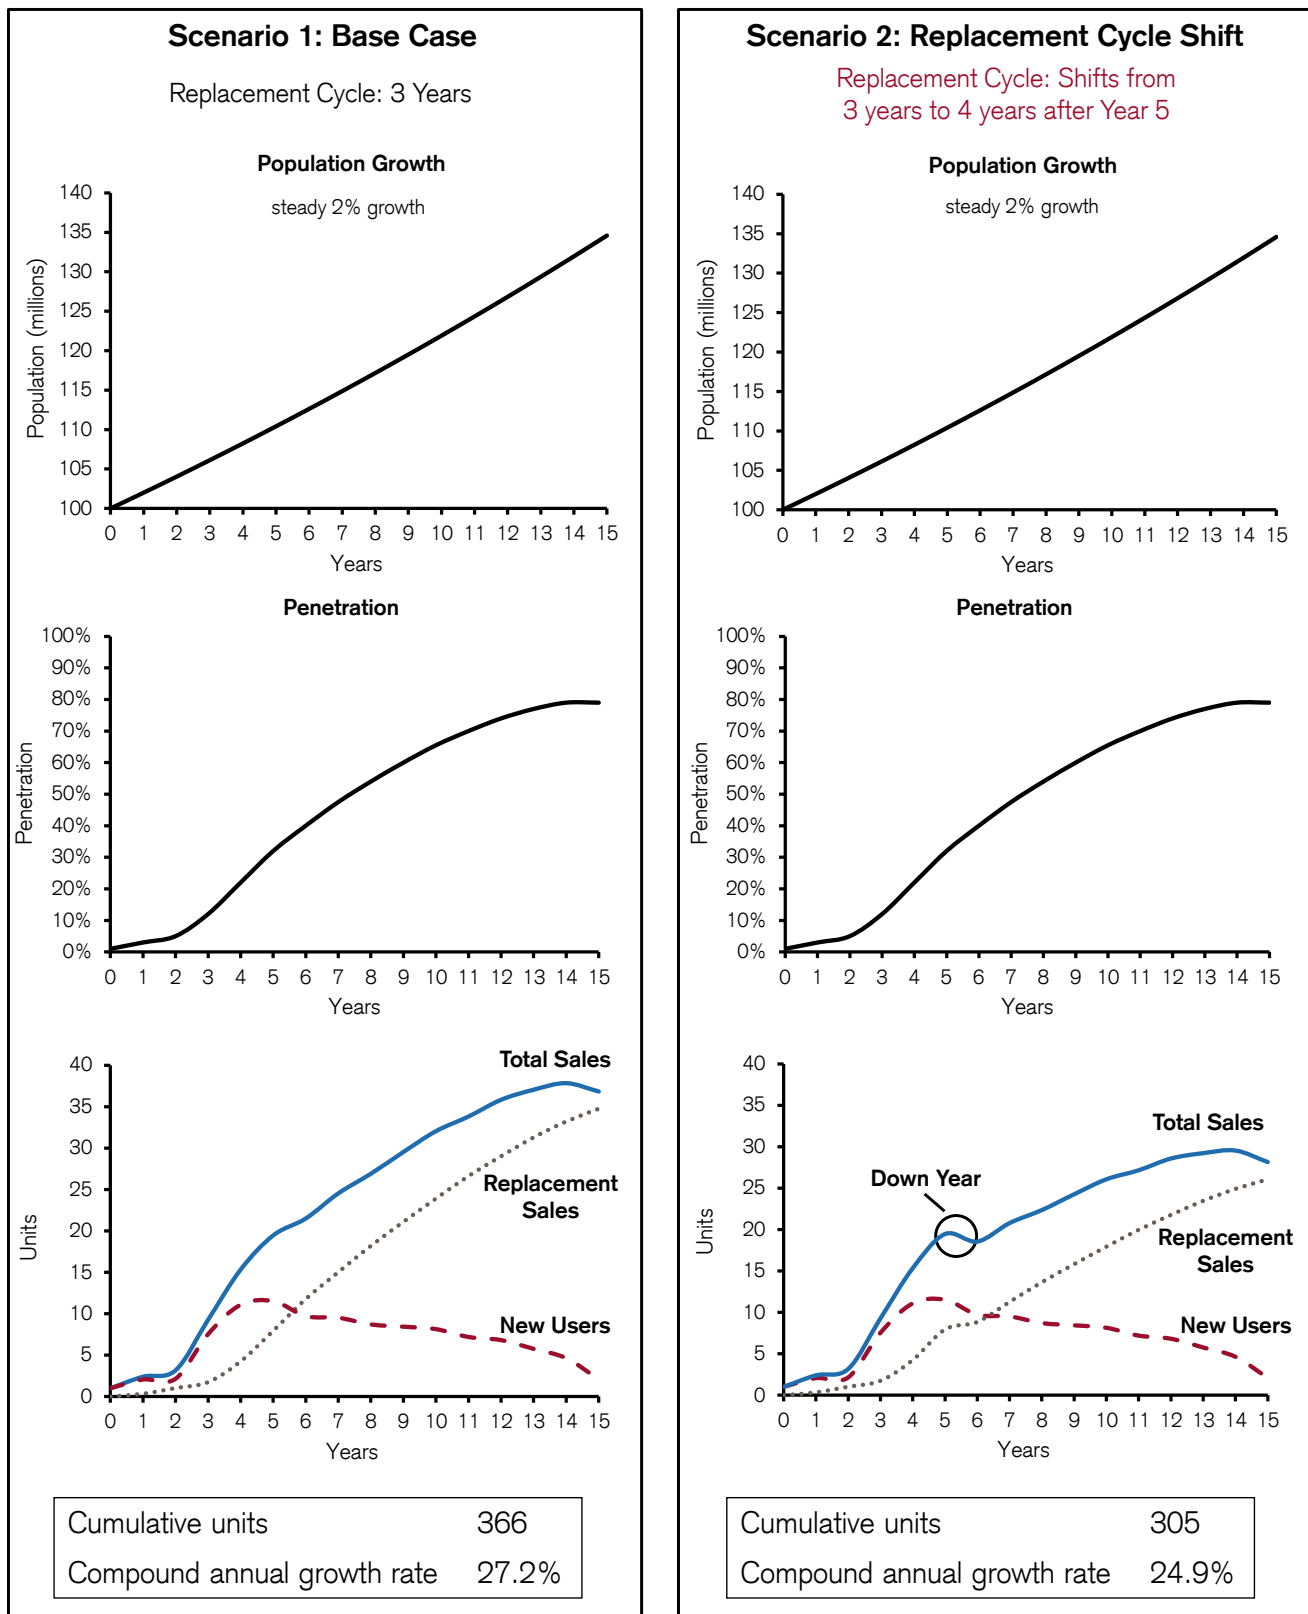 Scenario 1: Base Case
Replacement Cycle: 3 Years
Population Growth
steady 2% growth
Population (millions)
140
135
130
125
120
115
110
105
100
0 1 2 3 4 5 6 7 8 9 10 11 12 13 14 15
Years
Penetration
Penetration
100%
90%
80%
70%
60%
50%
40%
30%
20%
10%
0%
0 1 2 3 4 5 6 7 8 9 10 11 12 13 14 15
Years
Units
40
35
30
25
20
15
10
5
0
Total Sales
Replacement
Sales
New Users
0 1 2 3 4 5 6 7 8 9 10 11 12 13 14 15
Years
Cumulative units 366
Compound annual growth rate 27.2%
Scenario 2: Replacement Cycle Shift
Replacement Cycle: Shifts from
3 years to 4 years after Year 5
Population Growth
steady 2% growth
Population (millions)
140
135
130
125
120
115
110
105
100
0 1 2 3 4 5 6 7 8 9 10 11 12 13 14 15
Years
Penetration
Penetration
100%
90%
80%
70%
60%
50%
40%
30%
20%
10%
0%
0 1 2 3 4 5 6 7 8 9 10 11 12 13 14 15
Years
Units
40
35
30
25
20
15
10
5
0
Total Sales
Down Year
Replacement
Sales
New Users
0 1 2 3 4 5 6 7 8 9 10 11 12 13 14 15
Years
Cumulative units 305
Compound annual growth rate 24.9%